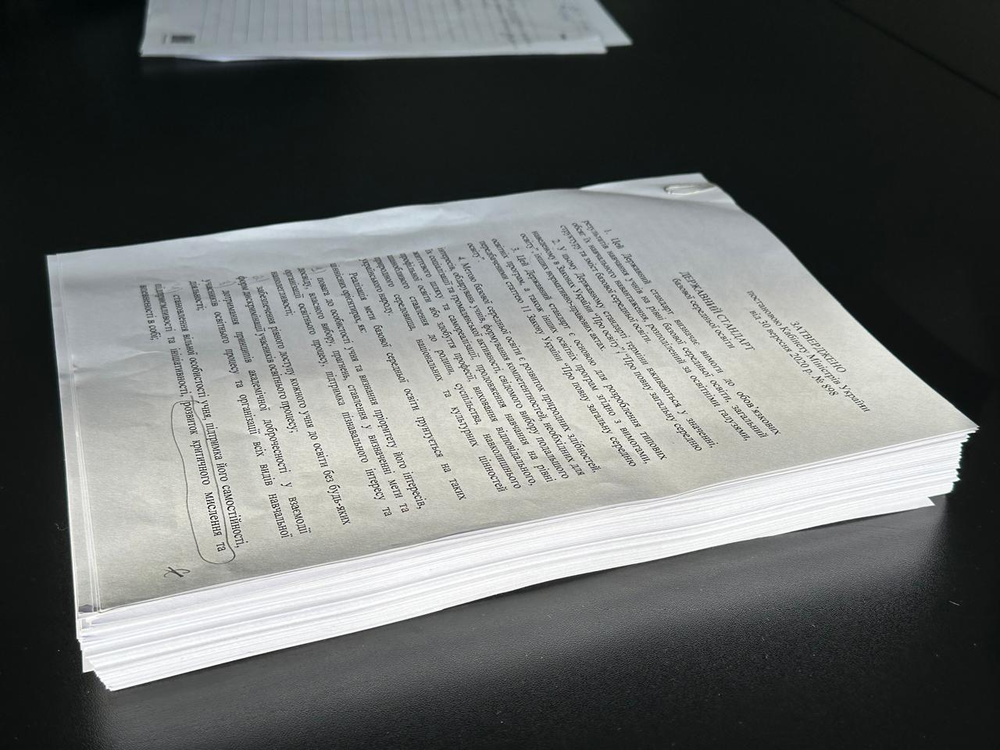 ЗАТВЕРДЖЕНО
постановою Кабінету Міністрів України
від 30 вересня 2020 р. № 898
ДЕРЖАВНИЙ СТАНДАРТ
базової середньої освіти
1. Цей Державний стандарт визначає вимоги до обов'язкових
результатів навчання учнів на рівні базової середньої освіти, загальний
обсяг їх навчального навантаження, розподілений за освітніми галузями,
структуру та зміст базової середньої освіти.
2. У цьому Державному стандарті терміни вживаються у значенні,
наведеному в Законах України "Про освіту", "Про повну загальну середню
освіту", інших нормативно-правових актах.
3. Цей Державний стандарт є основою для розроблення типових
освітніх програм, а також інших освітніх програм згідно з вимогами,
передбаченими статтею 11 Закону України "Про повну загальну середню
освіту".
4. Метою базової середньої освіти є розвиток природних здібностей,
інтересів, обдарувань учнів, формування компетентностей, необхідних для
їх соціалізації та громадянської активності, свідомого вибору подальшого
життєвого шляху та самореалізації, продовження навчання на рівні
профільної освіти або здобуття професії, виховання відповідального,
шанобливого ставлення до родини, суспільства, навколишнього
природного середовища, національних та культурних цінностей
українського народу.
Реалізація мети базової середньої освіти ґрунтується на таких
ціннісних орієнтирах, як:
повага до особистості учня та визнання пріоритету його інтересів,
досвіду, власного вибору, прагнень, ставлення у визначенні мети та
організації освітнього процесу, підтримка пізнавального інтересу та
наполегливості;
забезпечення рівного доступу кожного учня до освіти без будь-яких
форм дискримінації учасників освітнього процесу;
дотримання принципів академічної доброчесності у взаємодії
учасників освітнього процесу та організації всіх видів навчальної
діяльності;
становлення вільної особистості учня, підтримка його самостійності,
підприємливості та ініціативності, розвиток критичного мислення та
впевненості в собі;